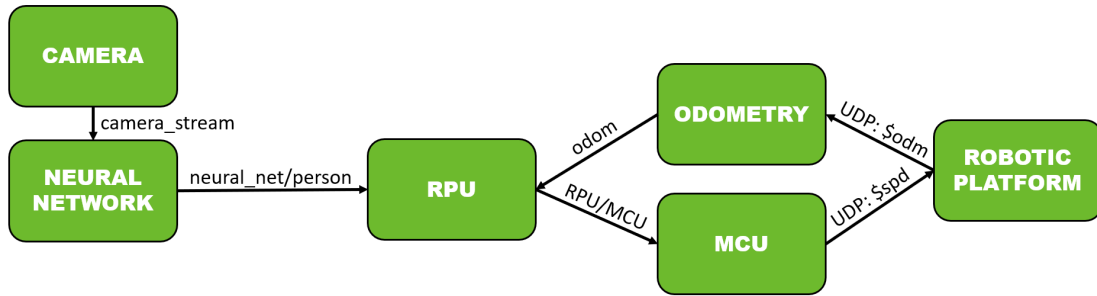 CAMERA
camera_stream
NEURAL
NETWORK
neural_net/person
RPU
odom
RPU/MCU
ODOMETRY
MCU
UDP: $odm
UDP: $spd
ROBOTIC
PLATFORM